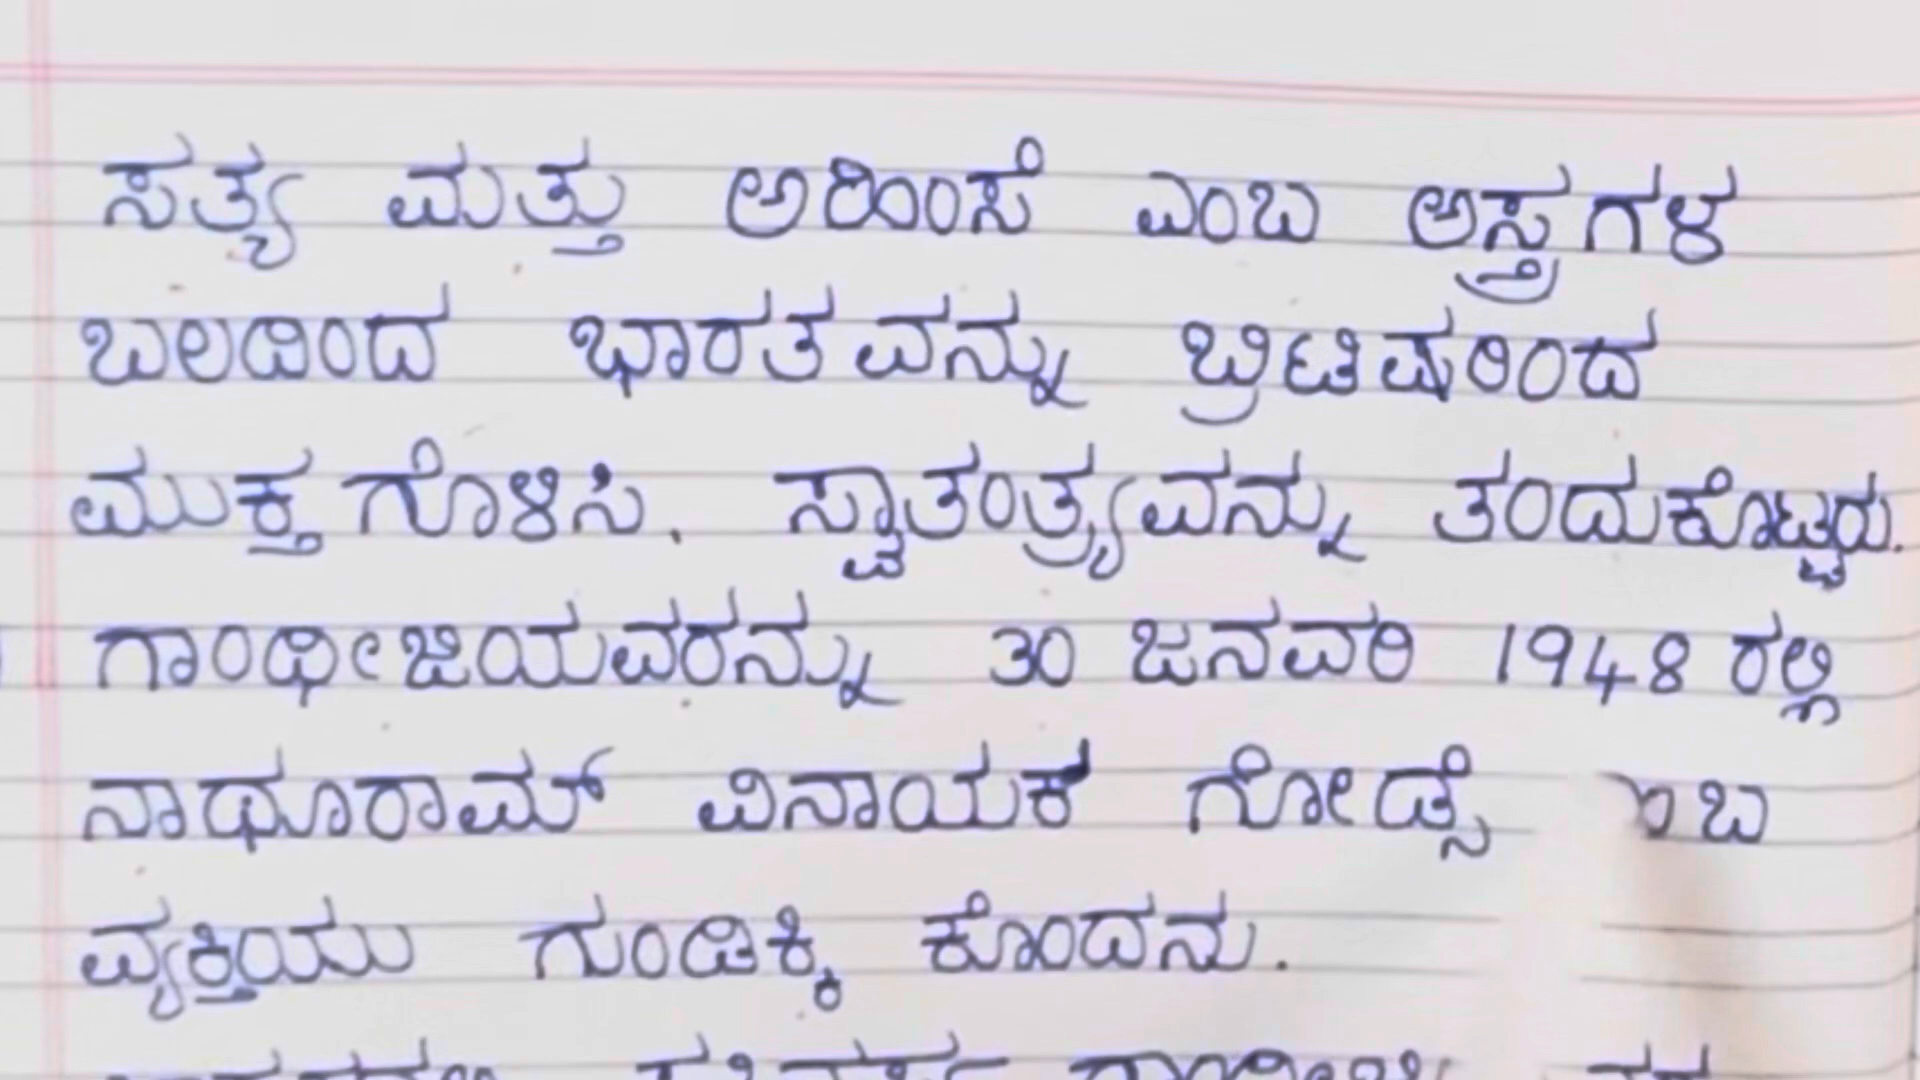 ಸತ್ಯ ಮತ್ತು ಅಹಿಂಸೆ ಎಂಬ ಅಸ್ತ್ರಗಳ
ಬಲದಿಂದ ಭಾರತವನ್ನು ಬ್ರಿಟಿಷರಿಂದ
ಮುಕ್ತಗೊಳಿಸಿ. ಸ್ವಾತಂತ್ರ್ಯವನ್ನು ತಂದುಕೊಟ್ಟರು.
ಗಾಂಧೀಜಿಯವರನ್ನು 30 ಜನವರಿ 1948 ರಲ್ಲಿ
ನಾಥೂರಾಮ್ ವಿನಾಯಕ ಗೋಡ್ಸೆ
ವ್ಯಕ್ತಿಯು ಗುಂಡಿಕ್ಕಿ ಕೊಂದನು.